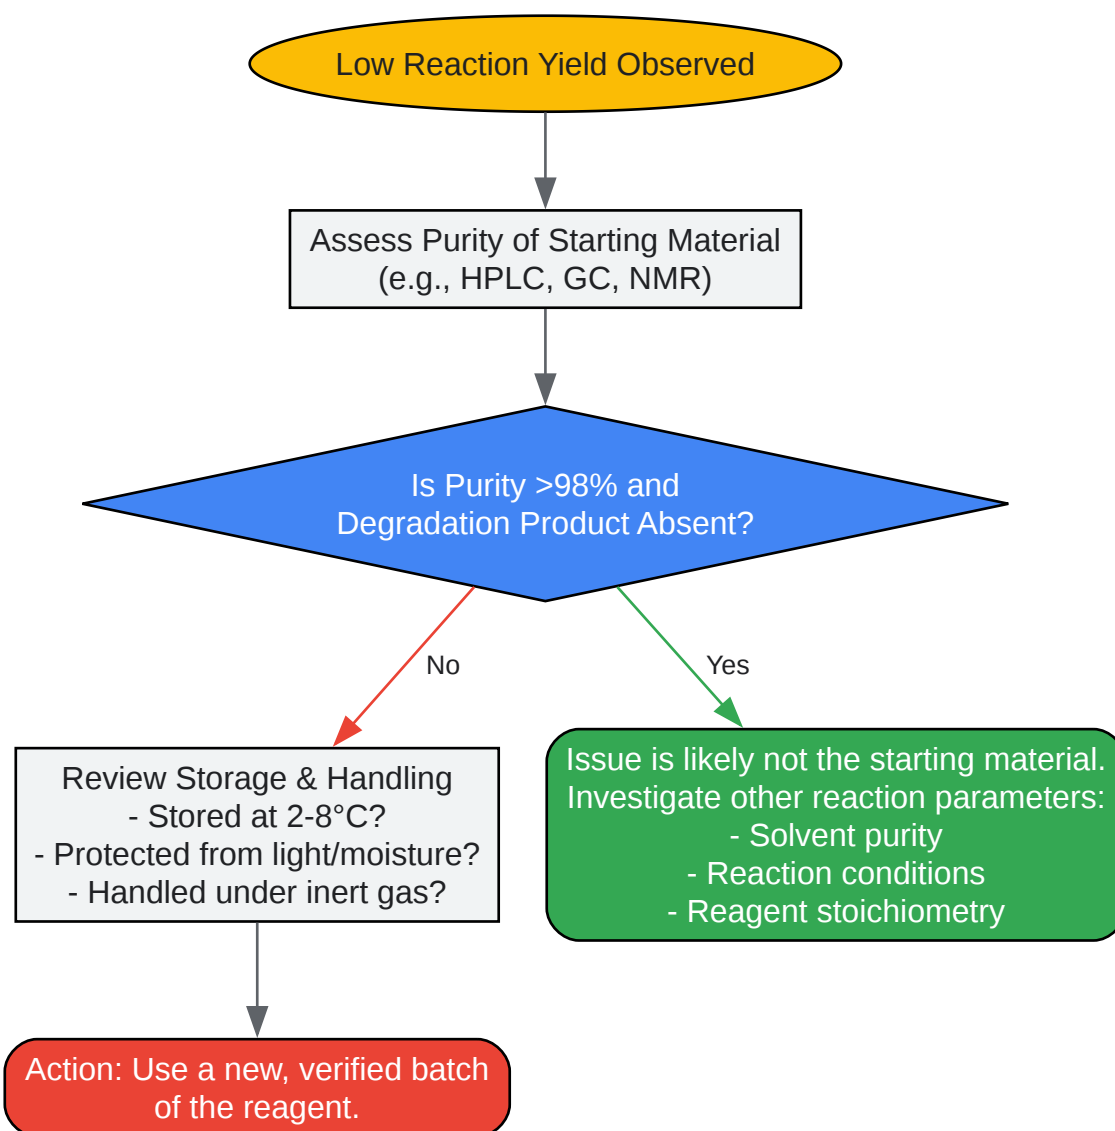 Low Reaction Yield Observed
Assess Purity of Starting Material
(e.g., HPLC, GC, NMR)
Is Purity >98% and
Degradation Product Absent?
No
Yes
Review Storage & Handling
- Stored at 2-8°C?
- Protected from light/moisture?
- Handled under inert gas?
Issue is likely not the starting material.
Investigate other reaction parameters:
- Solvent purity
- Reaction conditions
- Reagent stoichiometry
Action: Use a new, verified batch
of the reagent.